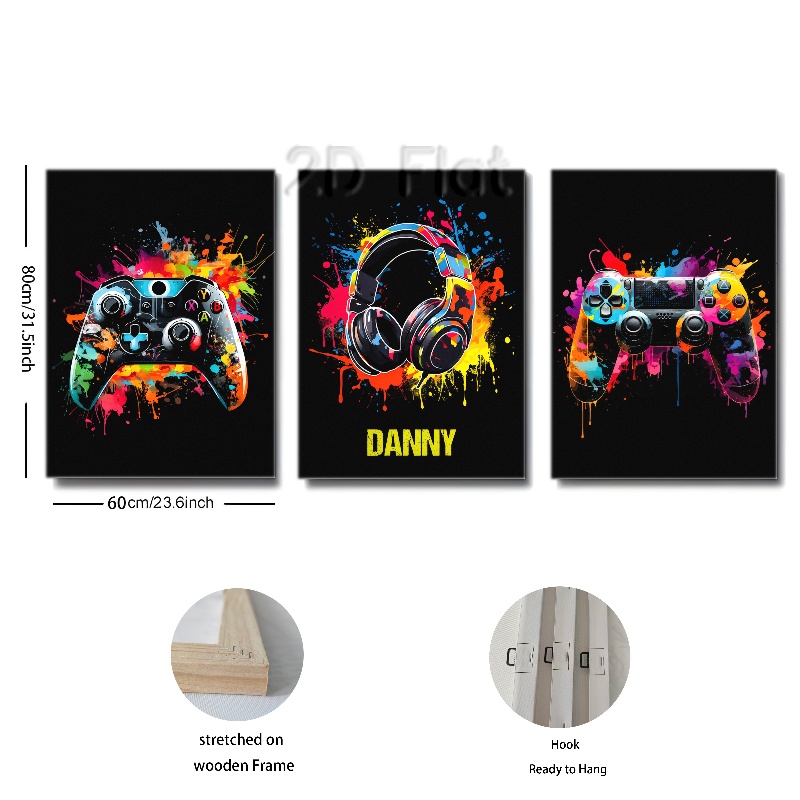 2D Flat
80cm/31.5inch
DANNY
60cm/23.6inch
stretched on
wooden Frame
Hook
Ready to Hang